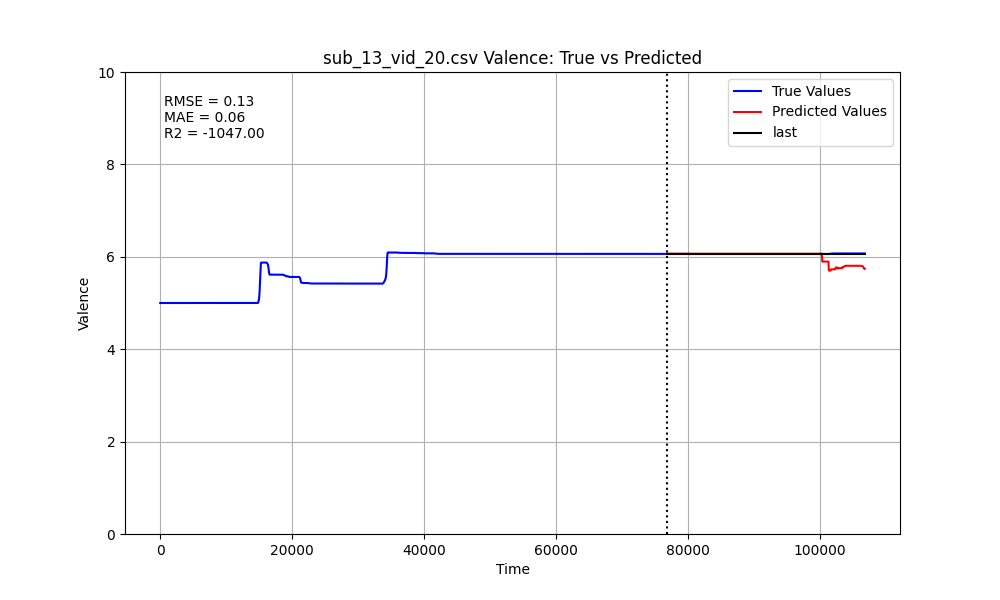 sub_13_vid_20.csv Valence: True vs Predicted
RMSE = 0.13
MAE = 0.06
R2 = -1047.00
True Values
Predicted Values
last
Valence
10
8
6
4
2
0
0
20000
40000
60000
80000
100000
Time